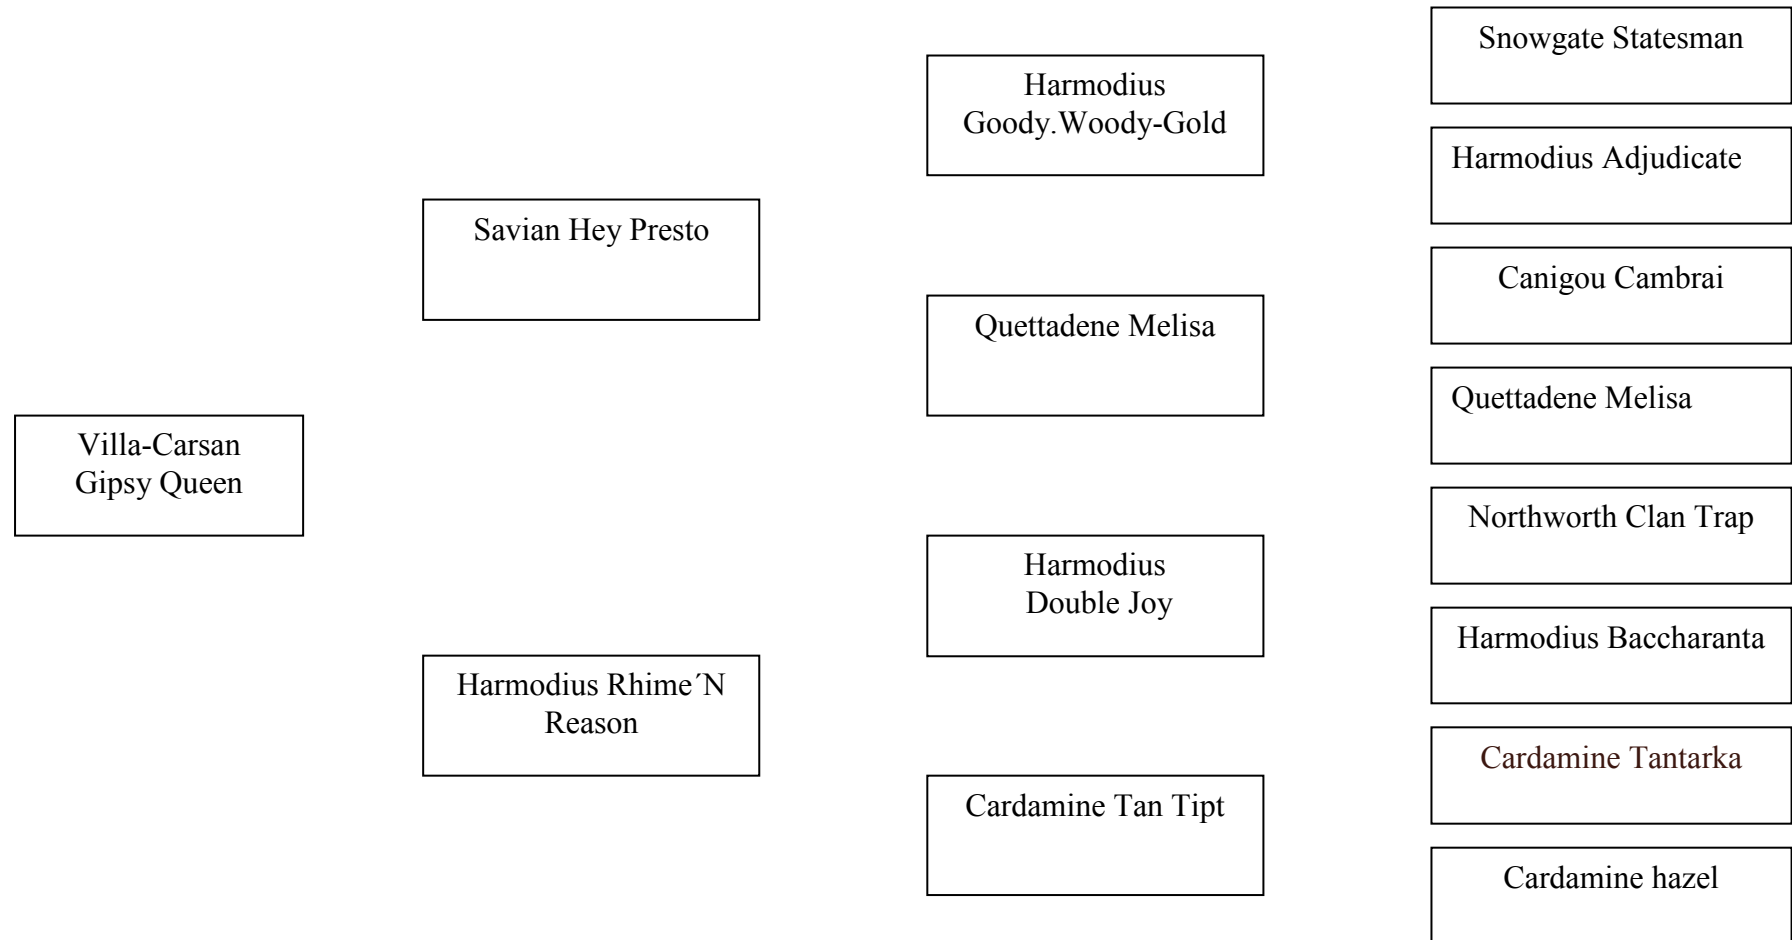 Villa-Carsan
Gipsy Queen
Savian Hey Presto
Harmodius Rhime´N
Reason
Harmodius
Goody.Woody-Gold
Quettadene Melisa
Harmodius
Double Joy
Cardamine Tan Tipt
Snowgate Statesman
Harmodius Adjudicate
Canigou Cambrai
Quettadene Melisa
Northworth Clan Trap
Harmodius Baccharanta
Cardamine Tantarka
Cardamine hazel